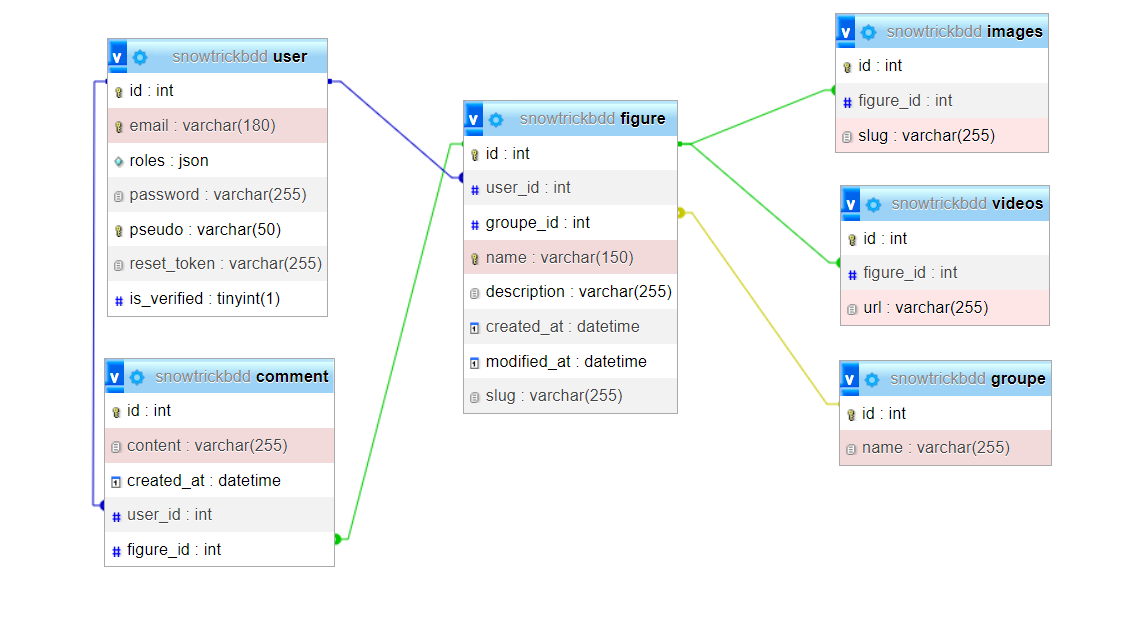 v snowtrickbdd user
id : int
email : varchar(180)
roles : json
password : varchar(255)
pseudo : varchar(50)
reset_token : varchar(255)
# is_verified : tinyint(1)
v snowtrickbdd comment
id : int
content : varchar(255)
created_at : datetime
# user_id : int
# figure_id : int
v snowtrickbdd figure
id : int
# user_id : int
# groupe_id : int
name : varchar(150)
description : varchar(255)
created_at : datetime
modified_at : datetime
slug : varchar(255)
v snowtrickbdd images
id : int
# figure_id : int
slug : varchar(255)
v snowtrickbdd videos
id : int
# figure_id : int
url : varchar(255)
v snowtrickbdd groupe
id : int
name : varchar(255)